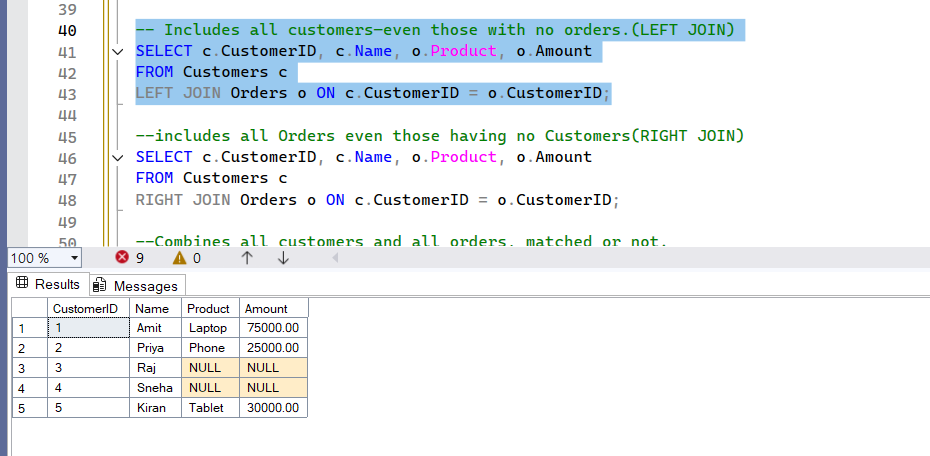 39
40 -- Includes all customers—even those with no orders.(LEFT JOIN)
41 SELECT c.CustomerID, c.Name, o.Product, o.Amount
42 FROM Customers c
43 LEFT JOIN Orders o ON c.CustomerID = o.CustomerID;
44
45 --includes all Orders even those having no Customers(RIGHT JOIN)
46 SELECT c.CustomerID, c.Name, o.Product, o.Amount
47 FROM Customers c
48 RIGHT JOIN Orders o ON c.CustomerID = o.CustomerID;
49
50 --Combines all customers and all orders, matched or not.
100 % 9 0
Results Messages
CustomerID Name Product Amount
1 1 Amit Laptop 75000.00
2 2 Priya Phone 25000.00
3 3 Raj NULL NULL
4 4 Sneha NULL NULL
5 5 Kiran Tablet 30000.00